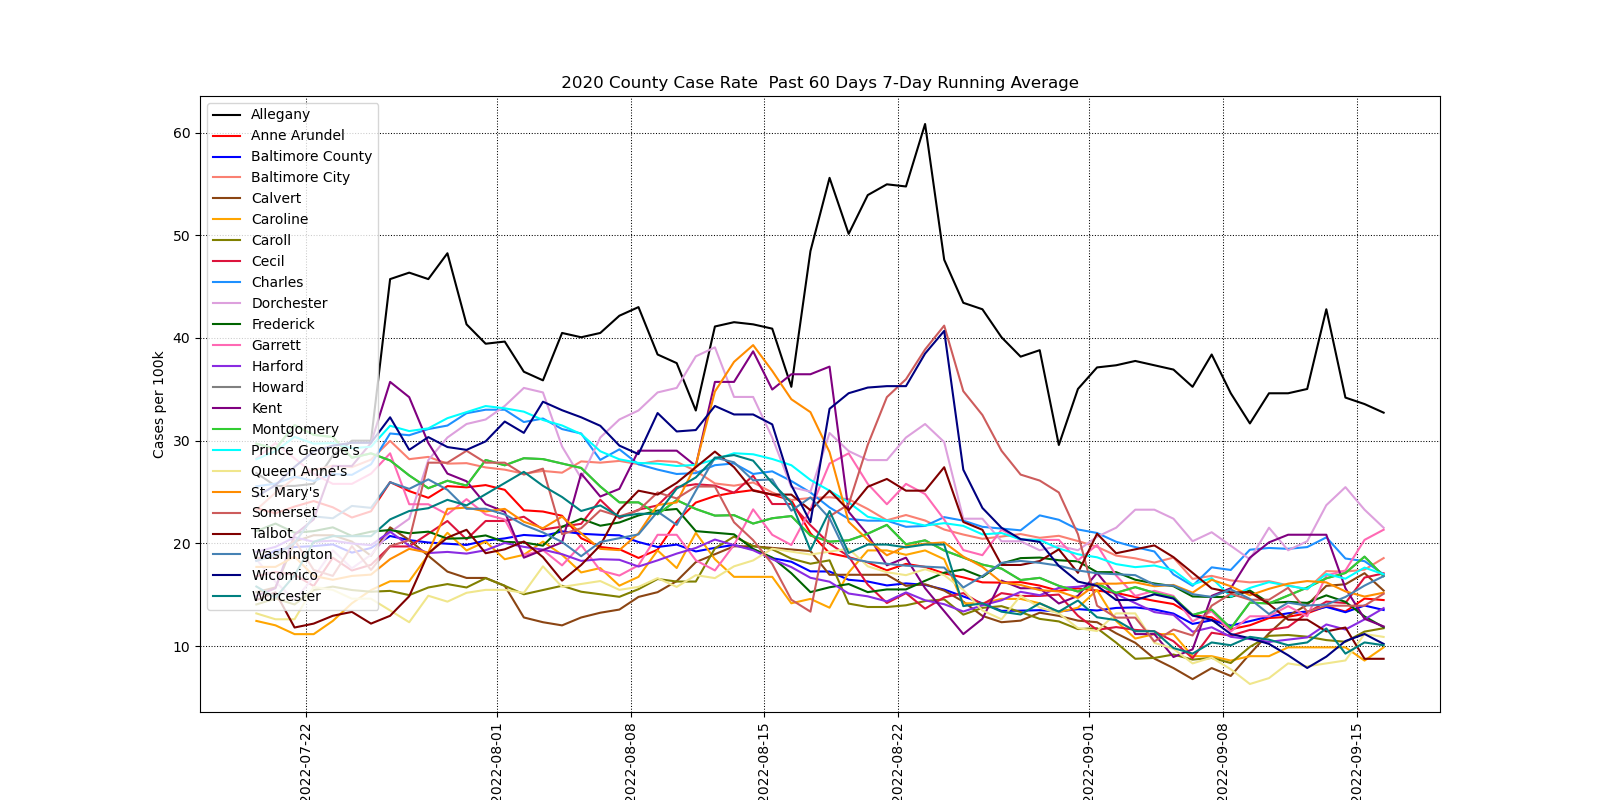 2020 County Case Rate  Past 60 Days 7-Day Running Average
Cases per 100k
60
50
40
30
20
10
Allegany
Anne Arundel
Baltimore County
Baltimore City
Calvert
Caroline
Caroll
Cecil
Charles
Dorchester
Frederick
Garrett
Harford
Howard
Kent
Montgomery
Prince George's
Queen Anne's
St. Mary's
Somerset
Talbot
Washington
Wicomico
Worcester
2022-07-22
2022-08-01
2022-08-08
2022-08-15
2022-08-22
2022-09-01
2022-09-08
2022-09-15